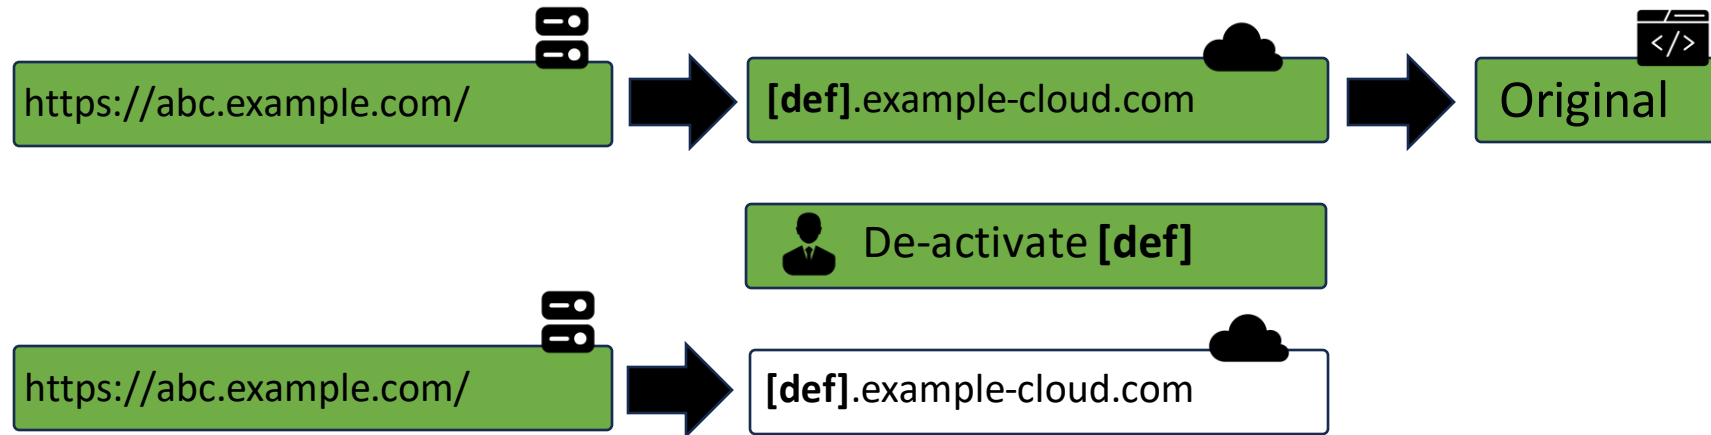 https://abc.example.com/
[def].example-cloud.com
</>
Original
De-activate [def]
https://abc.example.com/
[def].example-cloud.com